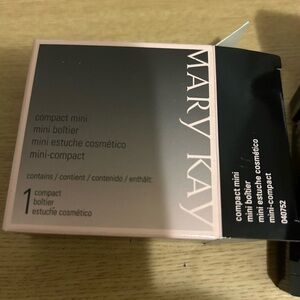 compact mini
mini boîtier
mini estuche cosmético
mini-compact
contains / contient / contenido / enthält:
1 compact
boîtier
estuche cosmético
MARY KAY
compact mini
mini boîtier
mini estuche cosmético
mini-compact
040752